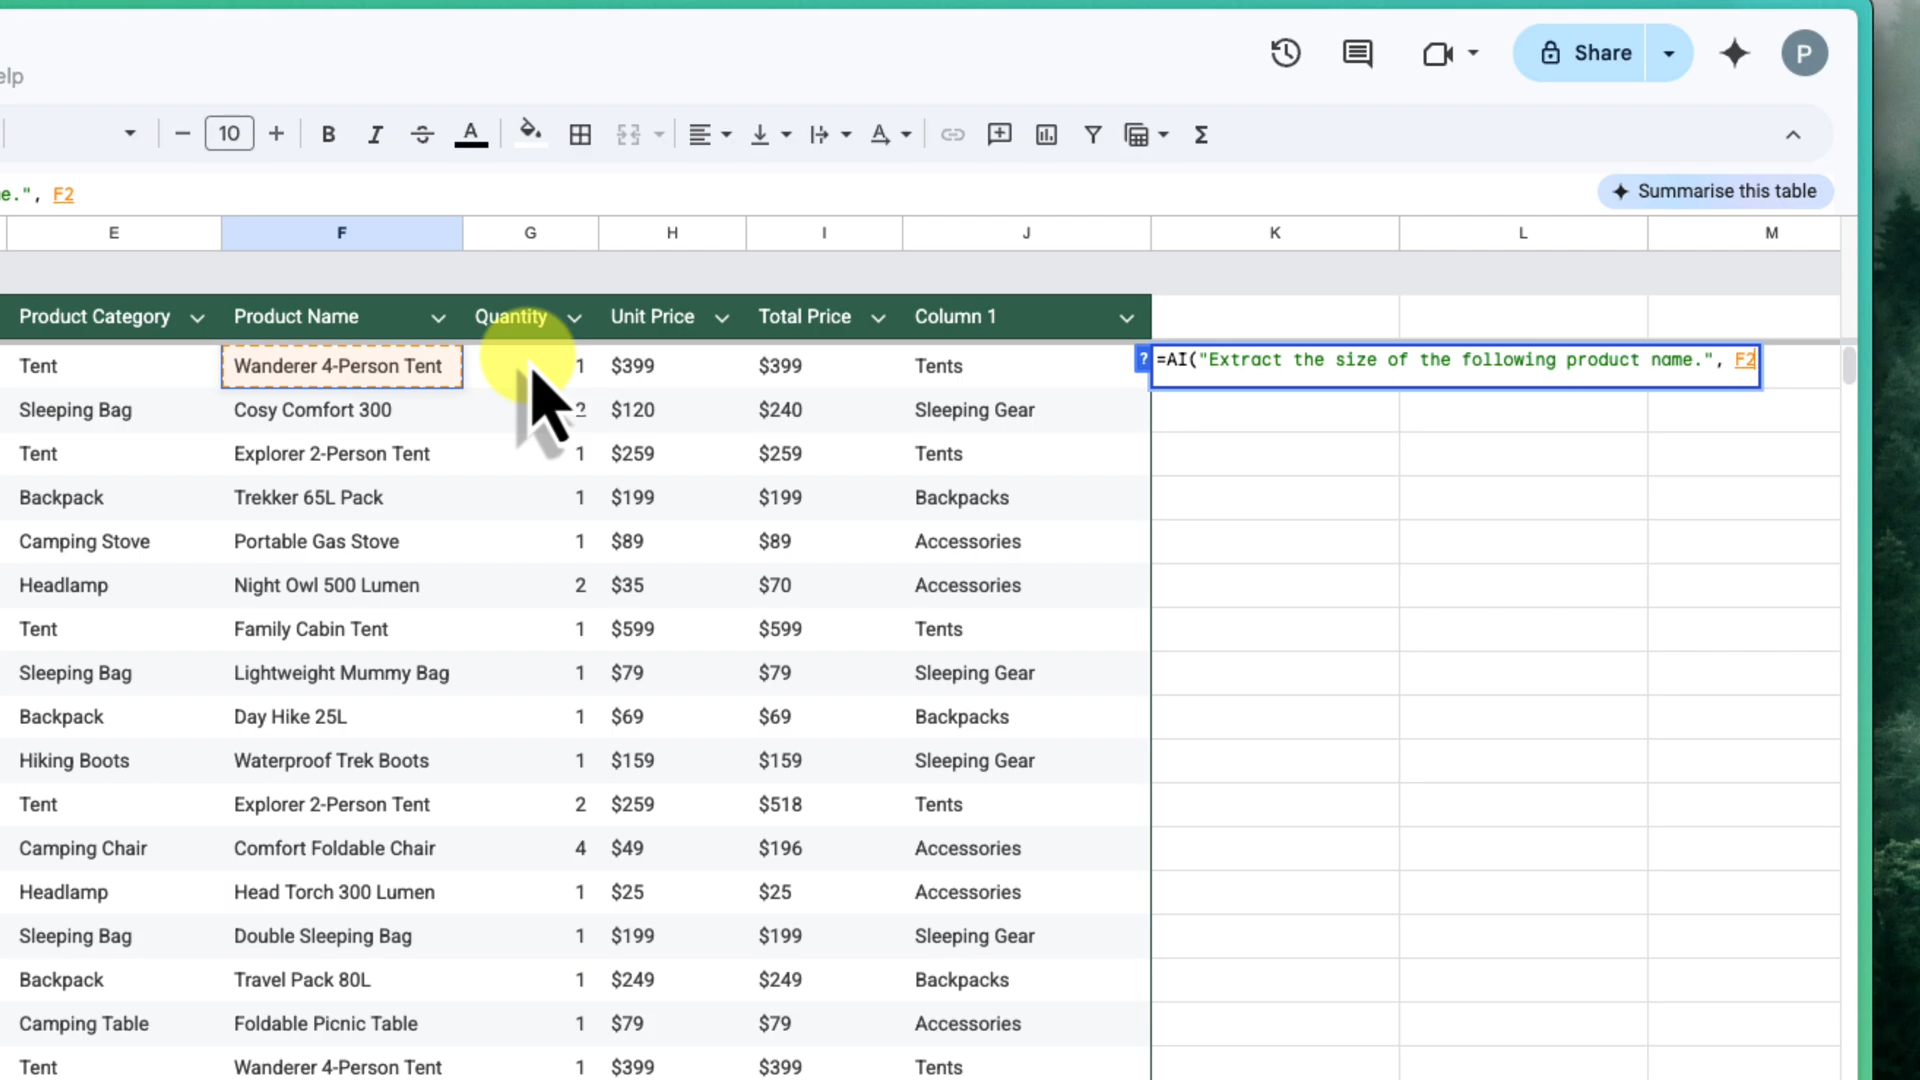 Share
P
elp
10
B
I
A
Σ
e.", F2
Summarise this table
E F G H I J K L M
Product Category Product Name Quantity Unit Price Total Price Column 1
Tent Wanderer 4-Person Tent 1 $399 $399 Tents ? =AI("Extract the size of the following product name.", F2
Sleeping Bag Cosy Comfort 300 2 $120 $240 Sleeping Gear
Tent Explorer 2-Person Tent 1 $259 $259 Tents
Backpack Trekker 65L Pack 1 $199 $199 Backpacks
Camping Stove Portable Gas Stove 1 $89 $89 Accessories
Headlamp Night Owl 500 Lumen 2 $35 $70 Accessories
Tent Family Cabin Tent 1 $599 $599 Tents
Sleeping Bag Lightweight Mummy Bag 1 $79 $79 Sleeping Gear
Backpack Day Hike 25L 1 $69 $69 Backpacks
Hiking Boots Waterproof Trek Boots 1 $159 $159 Sleeping Gear
Tent Explorer 2-Person Tent 2 $259 $518 Tents
Camping Chair Comfort Foldable Chair 4 $49 $196 Accessories
Headlamp Head Torch 300 Lumen 1 $25 $25 Accessories
Sleeping Bag Double Sleeping Bag 1 $199 $199 Sleeping Gear
Backpack Travel Pack 80L 1 $249 $249 Backpacks
Camping Table Foldable Picnic Table 1 $79 $79 Accessories
Tent Wanderer 4-Person Tent 1 $399 $399 Tents